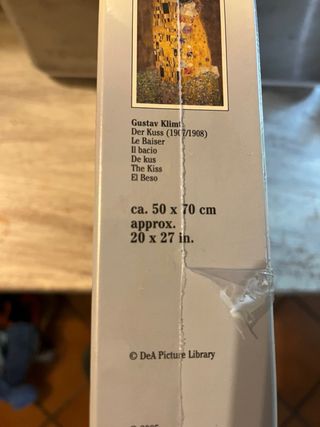 Gustav Klimt
Der Kuss (1907/1908)
Le Baiser
Il bacio
De kus
The Kiss
El Beso
ca. 50 x 70 cm
approx.
20 x 27 in.
© DeA Picture Library